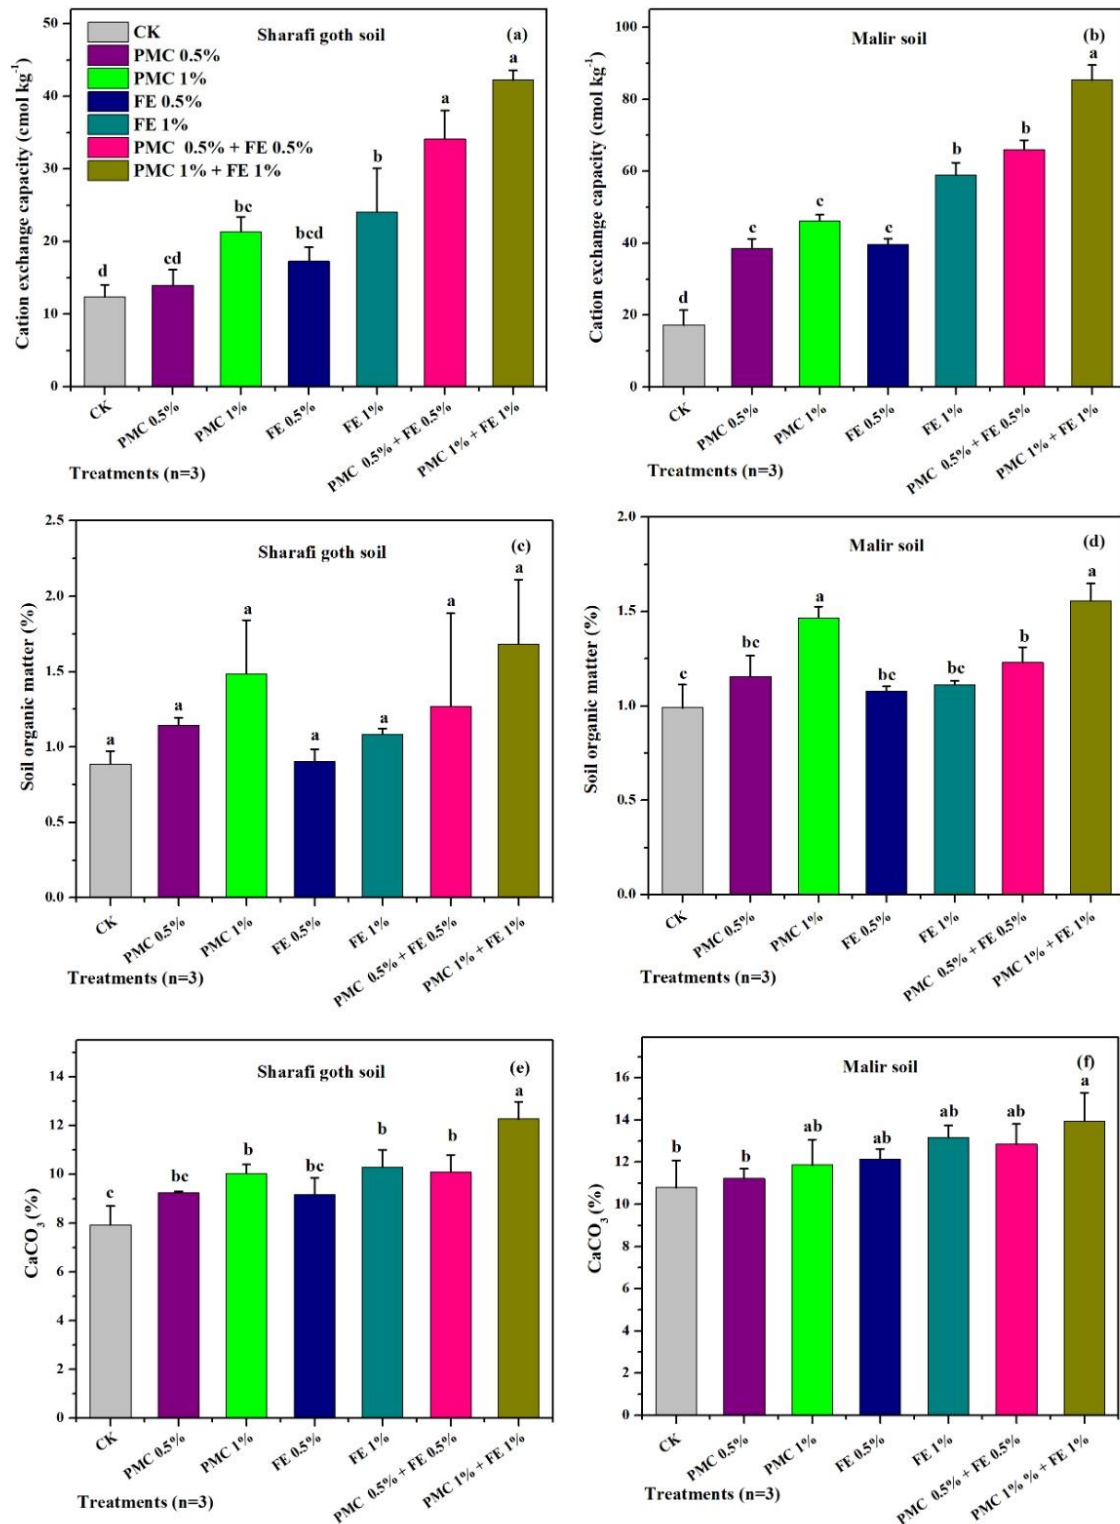 Sharafi goth soil
(a)
CK
PMC 0.5%
PMC 1%
FE 0.5%
FE 1%
PMC 0.5% + FE 0.5%
PMC 1% + FE 1%
Cation exchange capacity (cmol kg⁻¹)
50
40
30
20
10
0
d
cd
bc
bcd
b
a
a
CK
PMC 0.5%
PMC 1%
FE 0.5%
FE 1%
PMC 0.5% + FE 0.5%
PMC 1% + FE 1%
Treatments (n=3)
Malir soil
(b)
Cation exchange capacity (cmol kg⁻¹)
100
80
60
40
20
0
d
c
c
c
b
b
a
CK
PMC 0.5%
PMC 1%
FE 0.5%
FE 1%
PMC 0.5% + FE 0.5%
PMC 1% + FE 1%
Treatments (n=3)
Sharafi goth soil
(c)
Soil organic matter (%)
2.5
2.0
1.5
1.0
0.5
0.0
a
a
a
a
a
a
a
CK
PMC 0.5%
PMC 1%
FE 0.5%
FE 1%
PMC 0.5% + FE 0.5%
PMC 1% + FE 1%
Treatments (n=3)
Malir soil
(d)
Soil organic matter (%)
2.0
1.5
1.0
0.5
0.0
c
bc
a
bc
bc
b
a
CK
PMC 0.5%
PMC 1%
FE 0.5%
FE 1%
PMC 0.5% + FE 0.5%
PMC 1% + FE 1%
Treatments (n=3)
Sharafi goth soil
(e)
CaCO₃ (%)
14
12
10
8
6
4
2
0
c
bc
b
bc
b
b
a
CK
PMC 0.5%
PMC 1%
FE 0.5%
FE 1%
PMC 0.5% + FE 0.5%
PMC 1% + FE 1%
Treatments (n=3)
Malir soil
(f)
CaCO₃ (%)
16
14
12
10
8
6
4
2
0
b
b
ab
ab
ab
ab
a
CK
PMC 0.5%
PMC 1%
FE 0.5%
FE 1%
PMC 0.5% + FE 0.5%
PMC 1% % + FE 1%
Treatments (n=3)